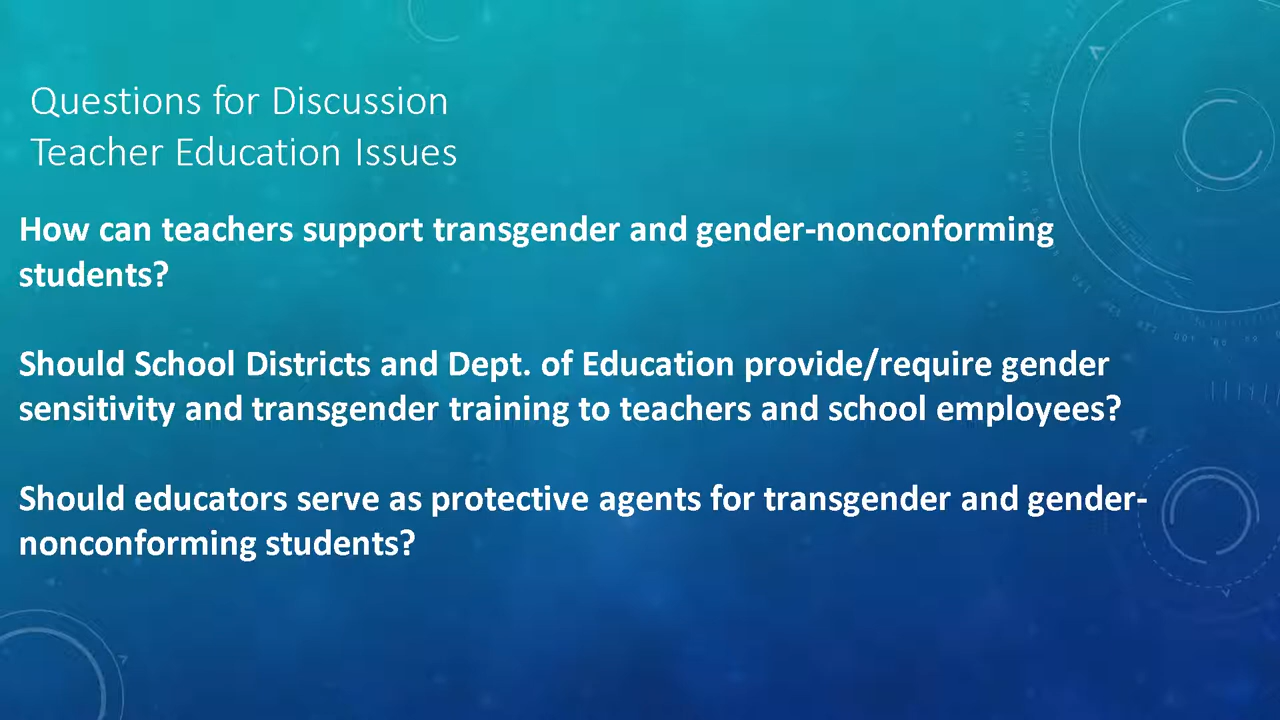 Questions for Discussion
Teacher Education Issues
How can teachers support transgender and gender-nonconforming
students?
Should School Districts and Dept. of Education provide/require gender
sensitivity and transgender training to teachers and school employees?
Should educators serve as protective agents for transgender and gender-
nonconforming students?